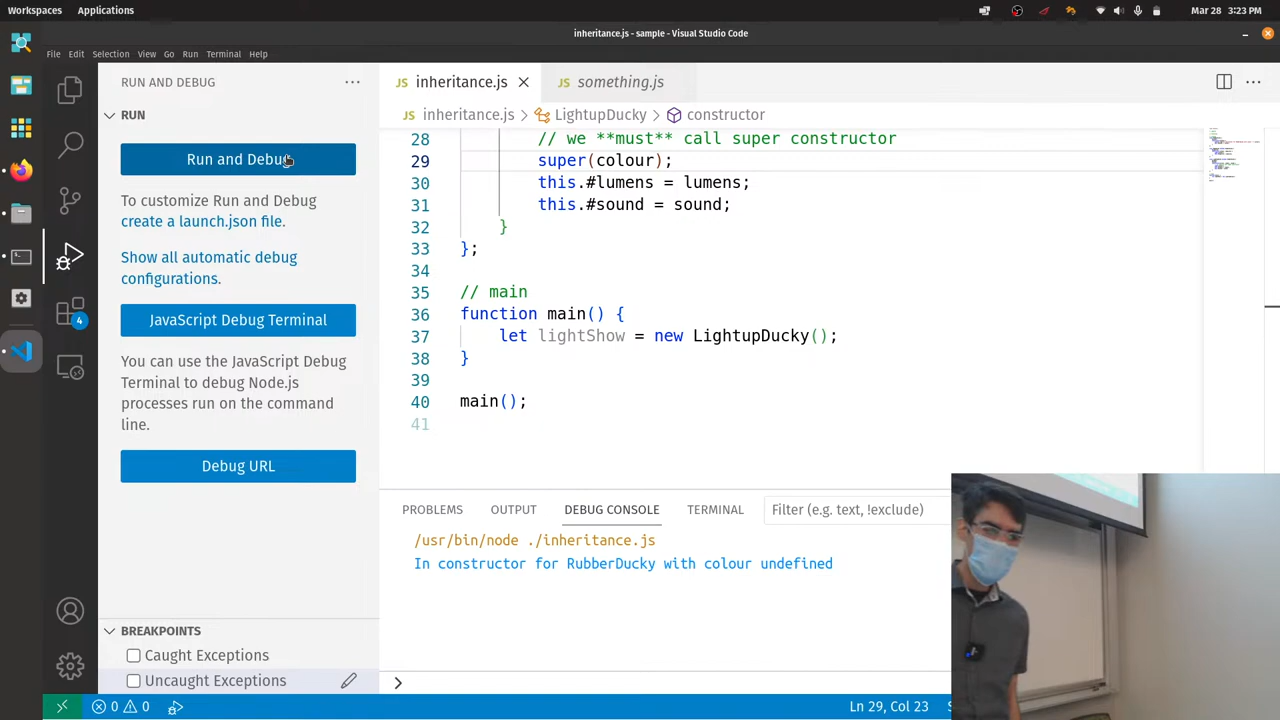 Workspaces Applications Mar 28 3:23 PM
inheritance.js - sample - Visual Studio Code
File Edit Selection View Go Run Terminal Help
RUN AND DEBUG ···
RUN
Run and Debug
To customize Run and Debug
create a launch.json file.
Show all automatic debug
configurations.
JavaScript Debug Terminal
You can use the JavaScript Debug
Terminal to debug Node.js
processes run on the command
line.
Debug URL
BREAKPOINTS
Caught Exceptions
Uncaught Exceptions
4
JS inheritance.js JS something.js
JS inheritance.js > LightupDucky > constructor
28 // we **must** call super constructor
29 super(colour);
30 this.#lumens = lumens;
31 this.#sound = sound;
32 }
33 };
34
35 // main
36 function main() {
37 let lightShow = new LightupDucky();
38 }
39
40 main();
41
PROBLEMS OUTPUT DEBUG CONSOLE TERMINAL Filter (e.g. text, !exclude)
/usr/bin/node ./inheritance.js
In constructor for RubberDucky with colour undefined
>
0 0 Ln 29, Col 23